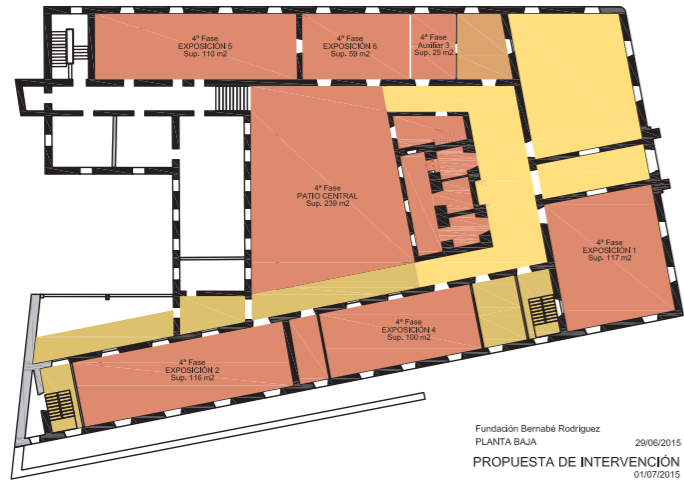 4ª Fase
EXPOSICIÓN 5
Sup. 110 m2
4ª Fase
EXPOSICIÓN 6
Sup. 59 m2
4ª Fase
Auxiliar 3
Sup. 25 m2
4ª Fase
PATIO CENTRAL
Sup. 239 m2
4ª Fase
EXPOSICIÓN 1
Sup. 117 m2
4ª Fase
EXPOSICIÓN 4
Sup. 100 m2
4ª Fase
EXPOSICIÓN 2
Sup. 116 m2
Fundación Bernabé Rodríguez
PLANTA BAJA 29/06/2015
PROPUESTA DE INTERVENCIÓN
01/07/2015